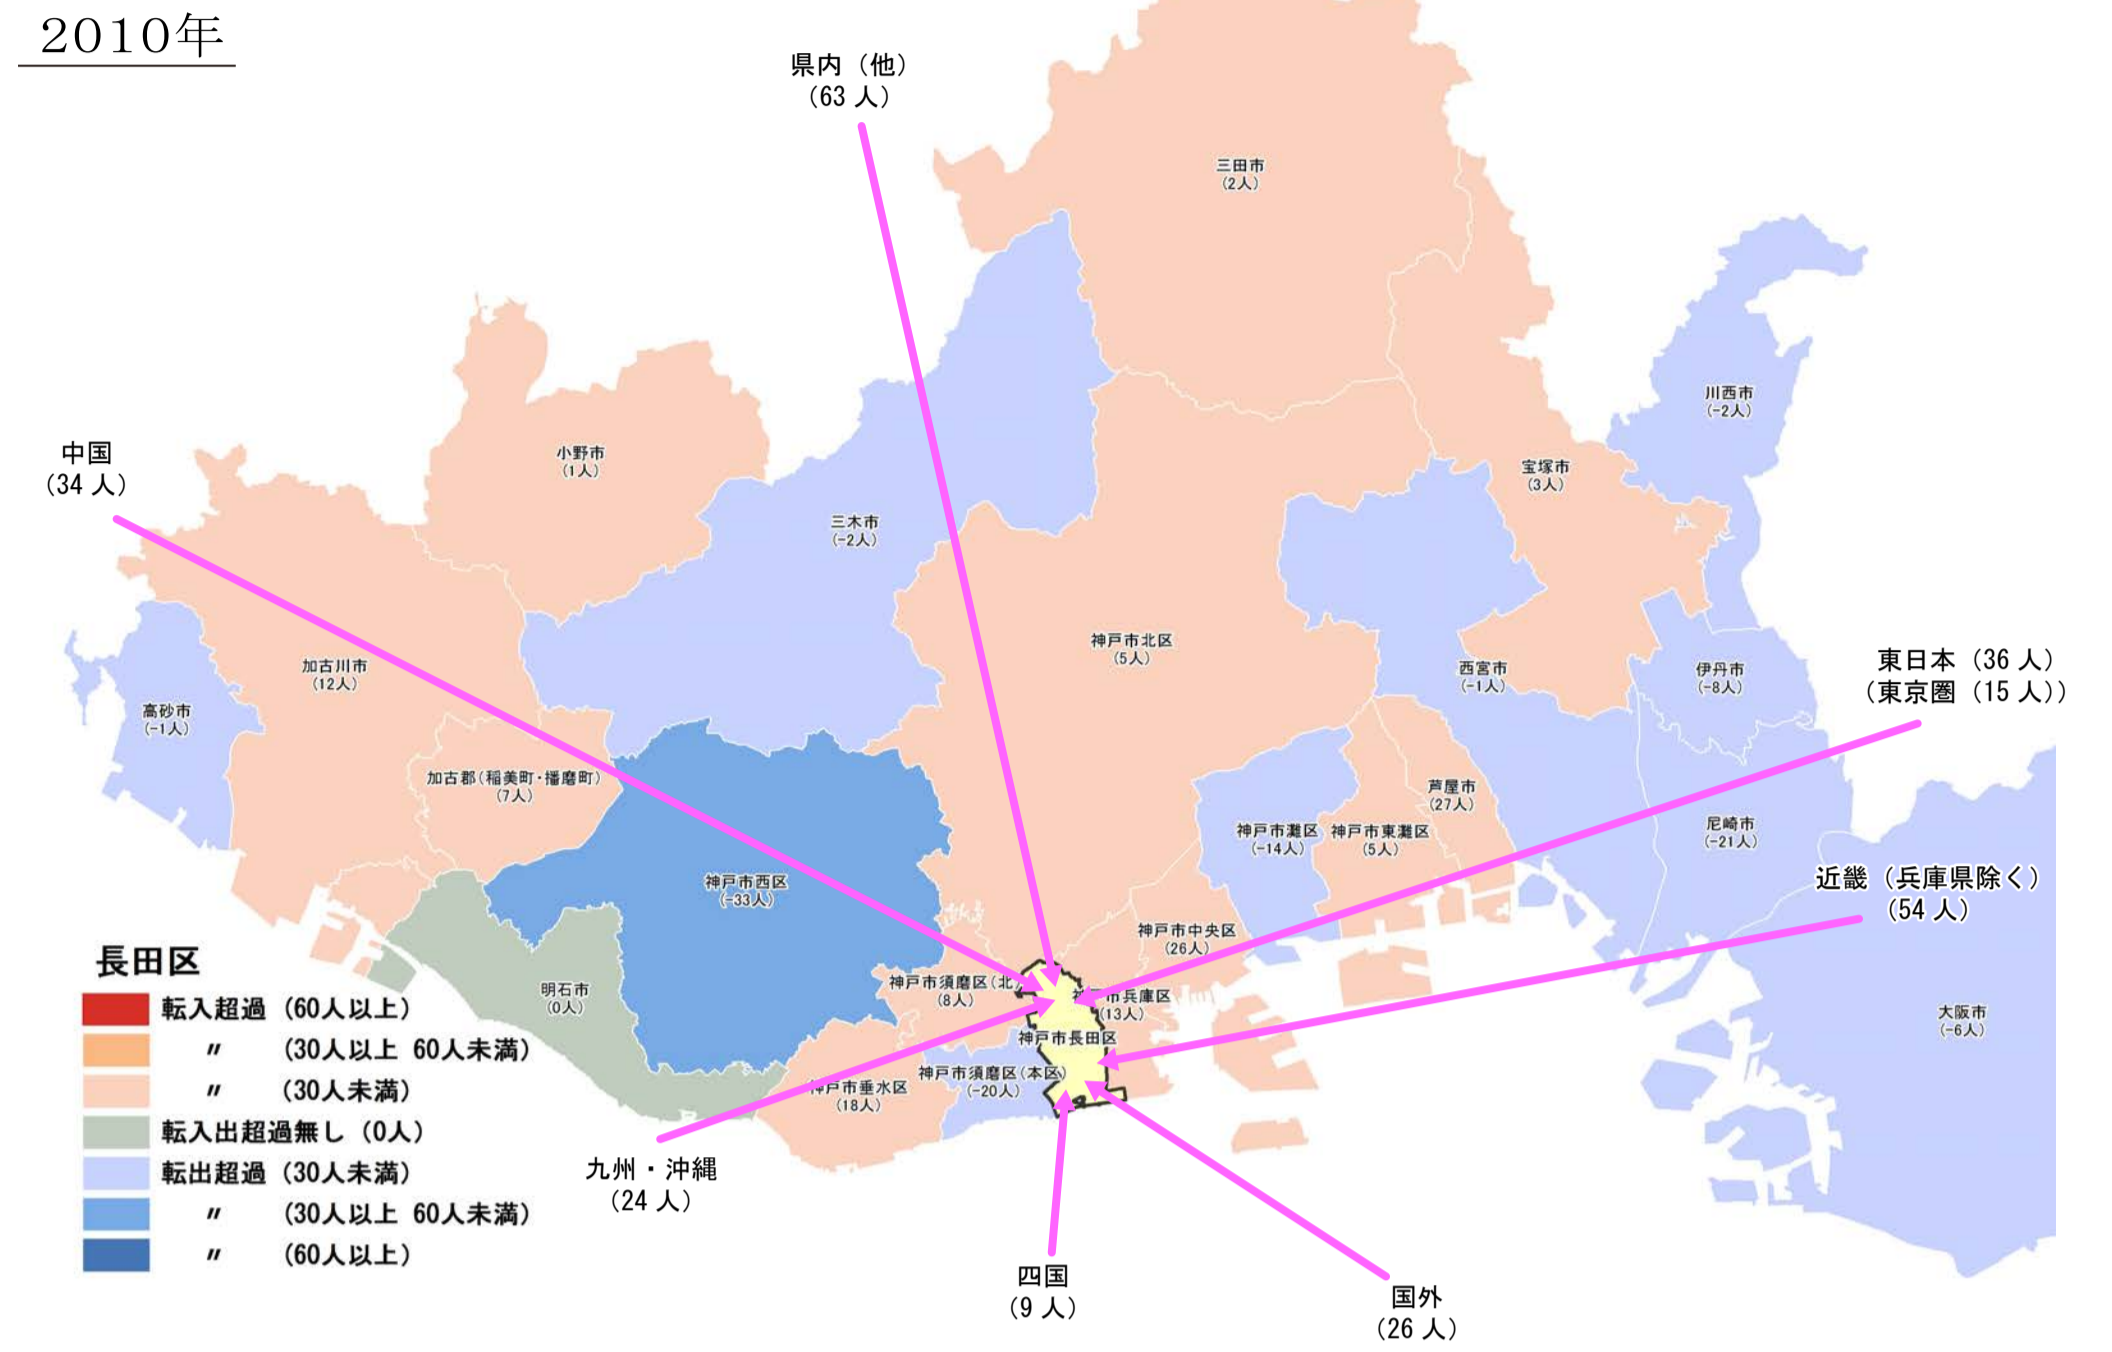 2010年
県内（他）
（63 人）
三田市
(2人)
川西市
(-2人)
中国
（34 人）
小野市
(1人)
宝塚市
(3人)
三木市
(-2人)
神戸市北区
(5人)
東日本（36 人）
（東京圏（15 人））
加古川市
(12人)
西宮市
(-1人)
伊丹市
(-8人)
高砂市
(-1人)
加古郡(稲美町・播磨町)
(7人)
芦屋市
(27人)
神戸市灘区
(-14人)
神戸市東灘区
(5人)
尼崎市
(-21人)
神戸市西区
(-33人)
近畿（兵庫県除く）
（54 人）
神戸市中央区
(26人)
長田区
転入超過（60人以上）
〃（30人以上 60人未満）
〃（30人未満）
転入出超過無し（0人）
転出超過（30人未満）
〃（30人以上 60人未満）
〃（60人以上）
明石市
(0人)
神戸市須磨区(北)
(8人)
神戸市兵庫区
(13人)
大阪市
(-6人)
神戸市長田区
神戸市須磨区(本区)
(-20人)
神戸市垂水区
(18人)
九州・沖縄
（24 人）
四国
（9 人）
国外
（26 人）